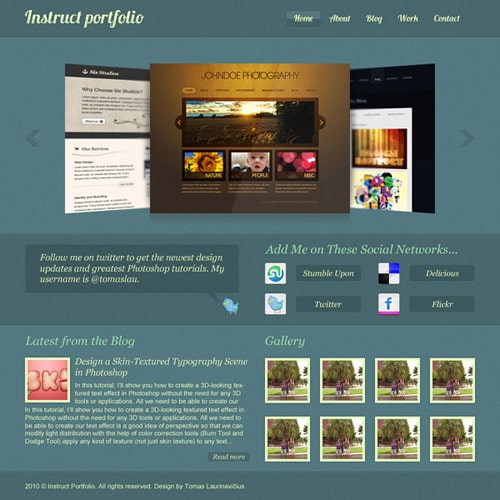 Instruct portfolio
Home About Blog Work Contact
Six Studios
Why Choose Six Studios?
Our Services
Web Design
Identity and Branding
JOHNDOE PHOTOGRAPHY
NATURE PEOPLE MISC
Follow me on twitter to get the newest design
updates and greatest Photoshop tutorials. My
username is @tomaslau.
Add Me on These Social Networks...
Stumble Upon Delicious
Twitter Flickr
Latest from the Blog
Design a Skin-Textured Typography Scene
in Photoshop
In this tutorial, I'll show you how to create a 3D-looking tex-
tured text effect in Photoshop without the need for any 3D
tools or applications. All we need to be able to create our
In this tutorial, I'll show you how to create a 3D-looking textured text effect in
Photoshop without the need for any 3D tools or applications. All we need to
be able to create our text effect is a good idea of perspective so that we can
modify light distribution with the help of color correction tools (Burn Tool and
Dodge Tool).apply any kind of texture (not just skin texture) to any text...
Read more
Gallery
2010 © Instruct Portfolio. All rights reserved. Design by Tomas Laurinavičius.